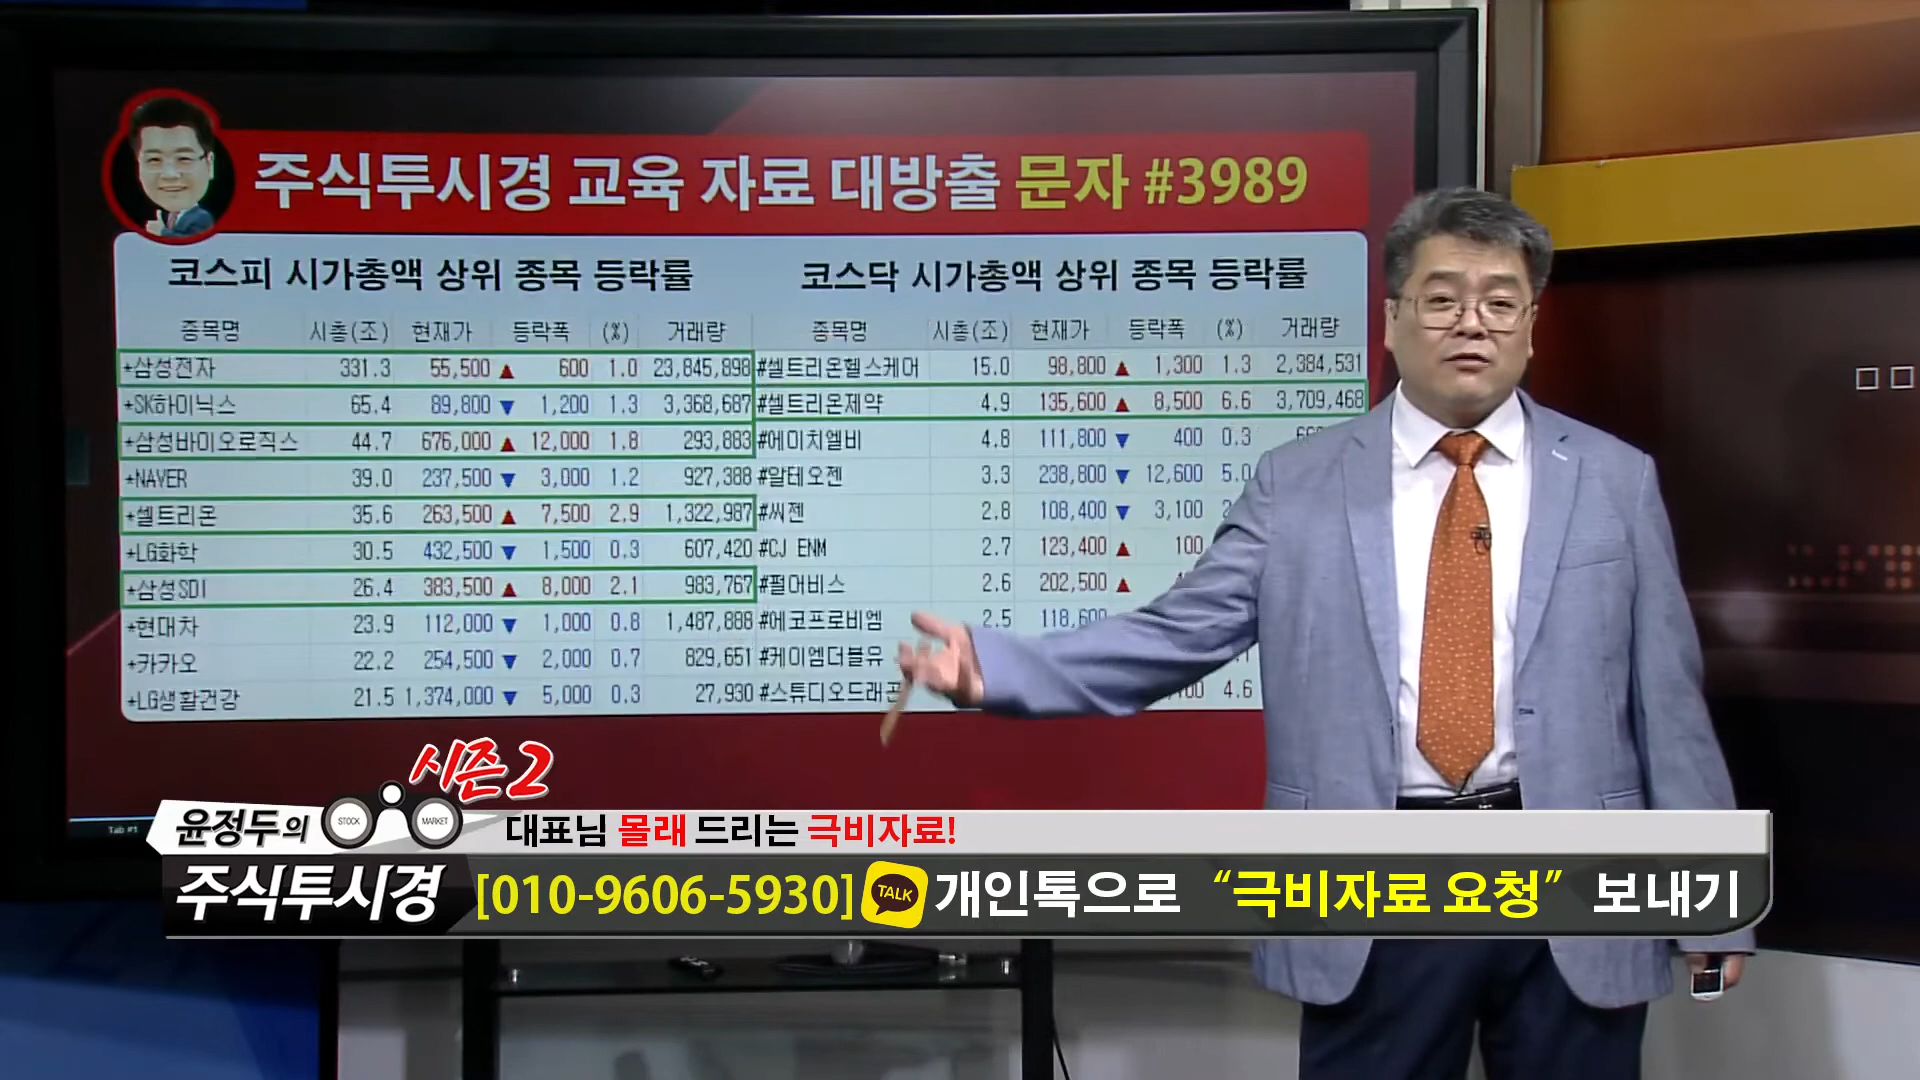 주식투시경 교육 자료 대방출 문자 #3989
코스피 시가총액 상위 종목 등락률
종목명 시총(조) 현재가 등락폭 (%) 거래량
+삼성전자 331.3 55,500 ▲ 600 1.0 23,845,898
+SK하이닉스 65.4 89,800 ▼ 1,200 1.3 3,368,687
+삼성바이오로직스 44.7 676,000 ▲ 12,000 1.8 293,883
+NAVER 39.0 237,500 ▼ 3,000 1.2 927,388
+셀트리온 35.6 263,500 ▲ 7,500 2.9 1,322,987
+LG화학 30.5 432,500 ▼ 1,500 0.3 607,420
+삼성SDI 26.4 383,500 ▲ 8,000 2.1 983,767
+현대차 23.9 112,000 ▼ 1,000 0.8 1,487,888
+카카오 22.2 254,500 ▼ 2,000 0.7 829,651
+LG생활건강 21.5 1,374,000 ▼ 5,000 0.3 27,930
코스닥 시가총액 상위 종목 등락률
종목명 시총(조) 현재가 등락폭 (%) 거래량
#셀트리온헬스케어 15.0 98,800 ▲ 1,300 1.3 2,384,531
#셀트리온제약 4.9 135,600 ▲ 8,500 6.6 3,709,468
#에이치엘비 4.8 111,800 ▼ 400 0.3
#알테오젠 3.3 238,800 ▼ 12,600 5.0
#씨젠 2.8 108,400 ▼ 3,100
#CJ ENM 2.7 123,400 ▲ 100
#펄어비스 2.6 202,500 ▲
#에코프로비엠 2.5 118,600
#케이엠더블유
#스튜디오드래곤 4.6
Tab #1
시즌2
윤정두의 STOCK MARKET
주식투시경
대표님 몰래 드리는 극비자료!
[010-9606-5930] TALK 개인톡으로 “극비자료 요청” 보내기